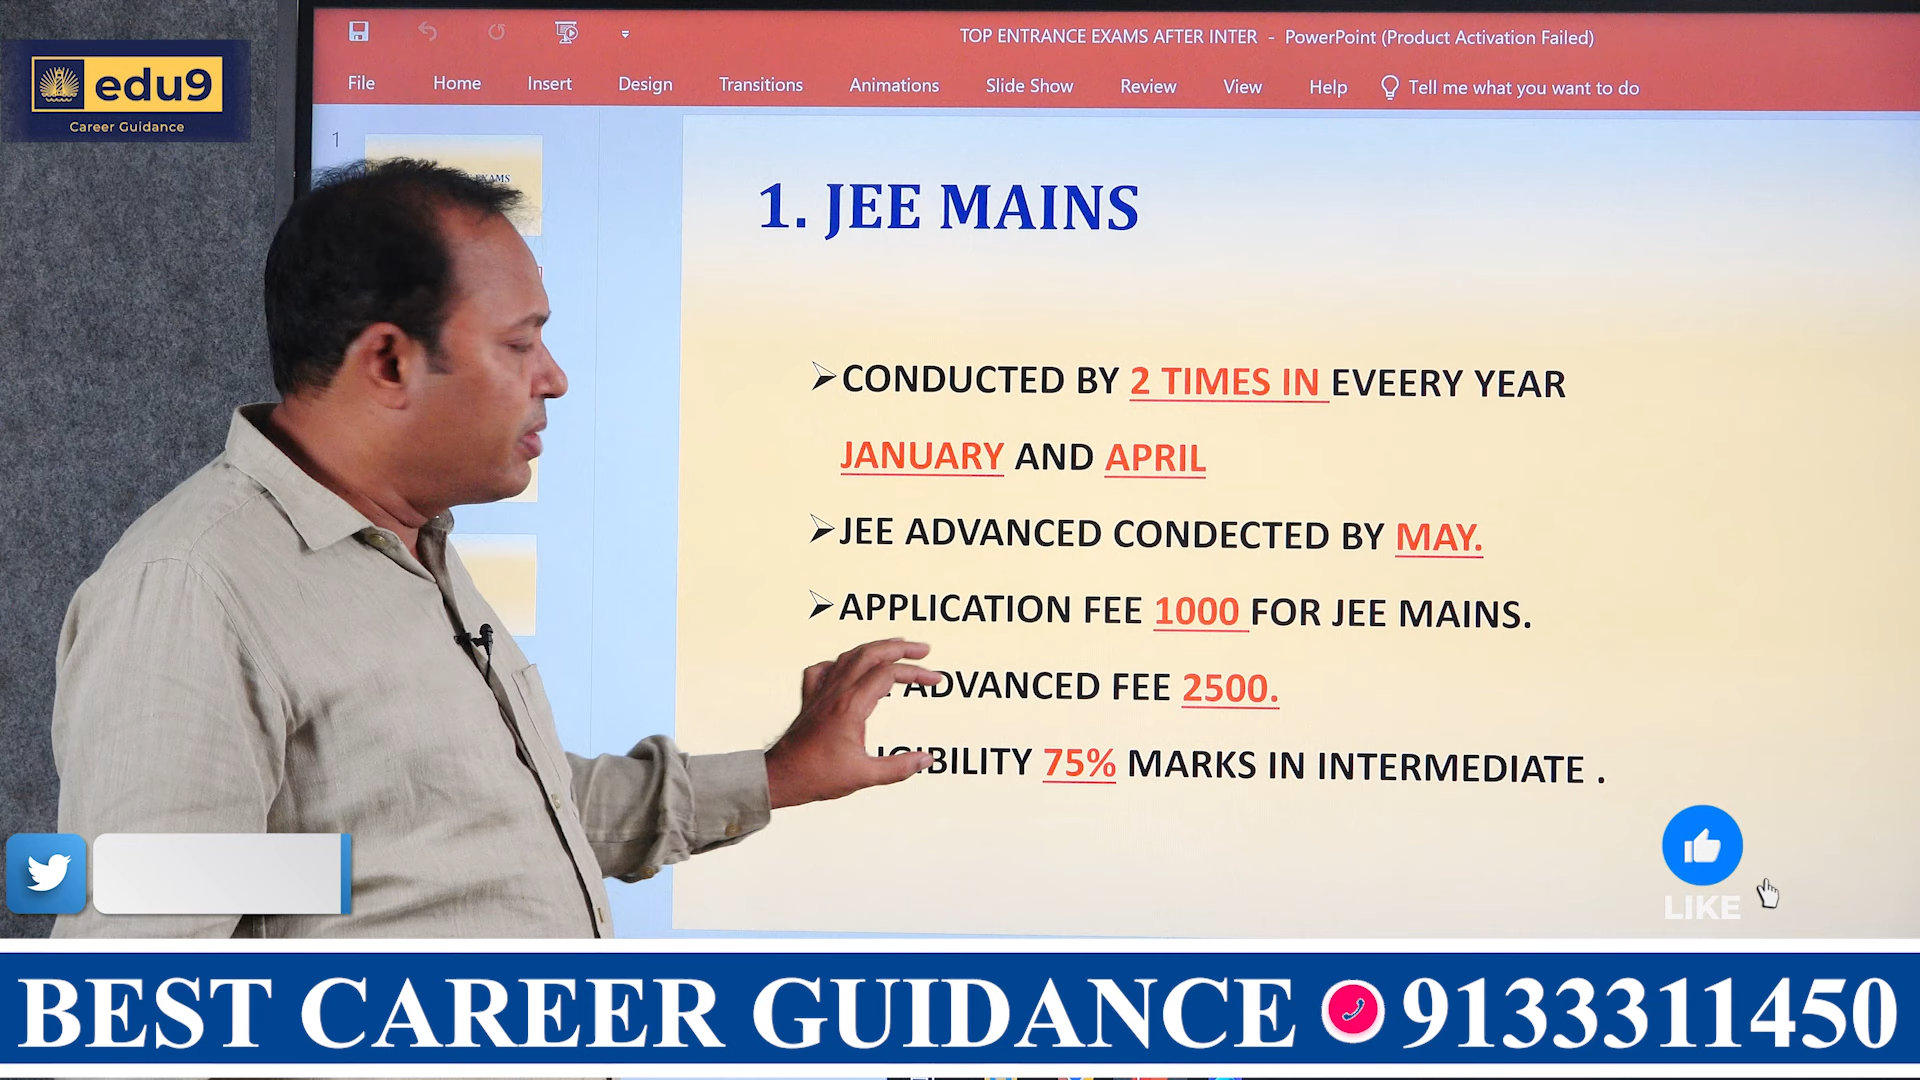 TOP ENTRANCE EXAMS AFTER INTER - PowerPoint (Product Activation Failed)
File Home Insert Design Transitions Animations Slide Show Review View Help Tell me what you want to do
edu9
Career Guidance
1
EXAMS
1. JEE MAINS
CONDUCTED BY 2 TIMES IN EVEERY YEAR
JANUARY AND APRIL
JEE ADVANCED CONDECTED BY MAY.
APPLICATION FEE 1000 FOR JEE MAINS.
ADVANCED FEE 2500.
75% MARKS IN INTERMEDIATE .
LIKE
BEST CAREER GUIDANCE 9133311450